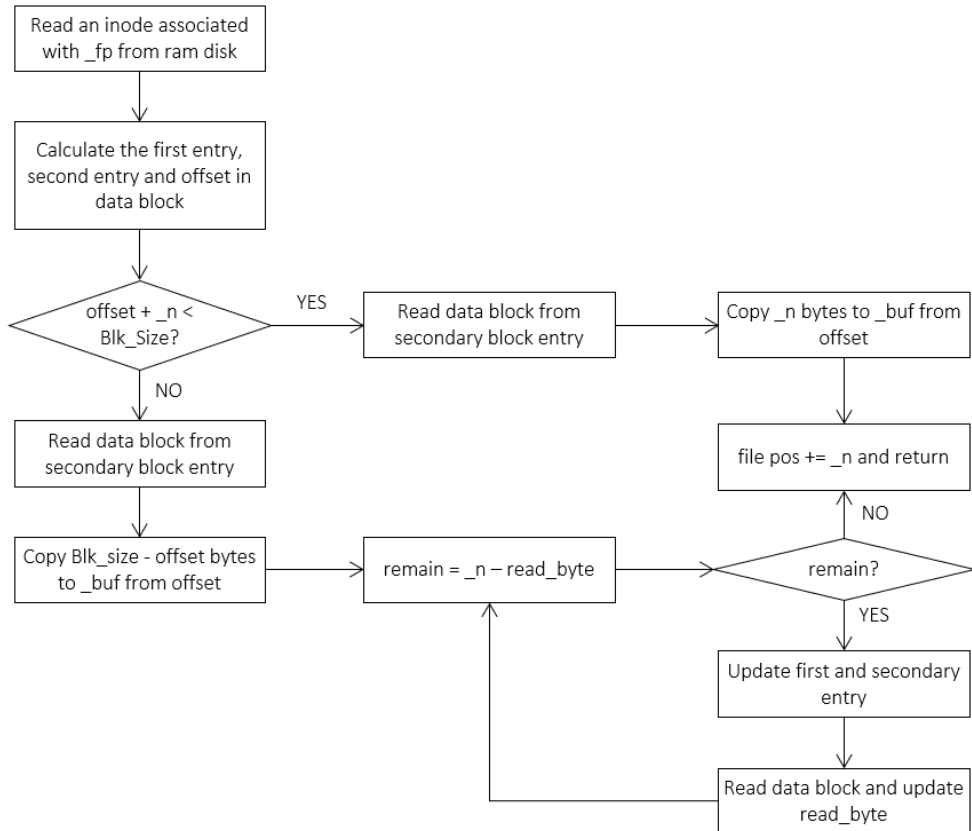 Read an inode associated
with _fp from ram disk
Calculate the first entry,
second entry and offset in
data block
offset + _n <
Blk_Size?
YES
Read data block from
secondary block entry
Copy _n bytes to _buf from
offset
NO
Read data block from
secondary block entry
file pos += _n and return
NO
Copy Blk_size - offset bytes
to _buf from offset
remain = _n – read_byte
remain?
YES
Update first and secondary
entry
Read data block and update
read_byte